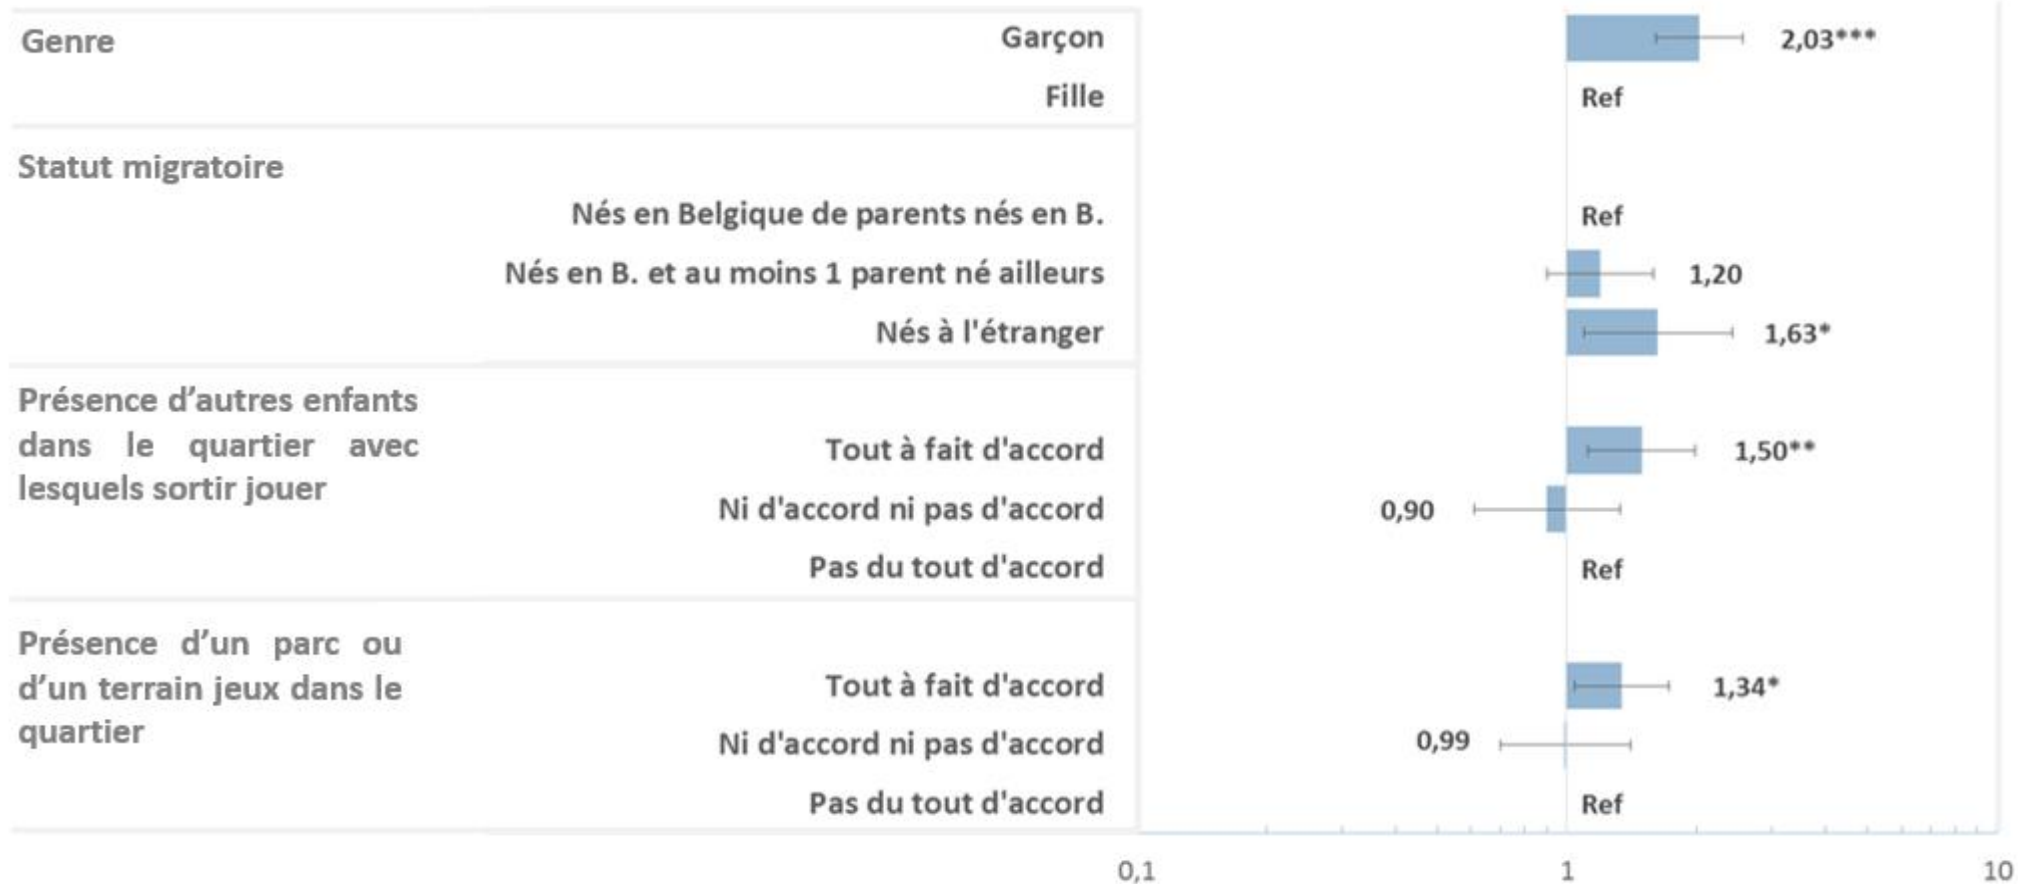 Genre
Garçon
2,03***
Fille
Ref
Statut migratoire
Nés en Belgique de parents nés en B.
Ref
Nés en B. et au moins 1 parent né ailleurs
1,20
Nés à l'étranger
1,63*
Présence d’autres enfants
dans le quartier avec
lesquels sortir jouer
Tout à fait d'accord
1,50**
Ni d'accord ni pas d'accord
0,90
Pas du tout d'accord
Ref
Présence d’un parc ou
d’un terrain jeux dans le
quartier
Tout à fait d'accord
1,34*
Ni d'accord ni pas d'accord
0,99
Pas du tout d'accord
Ref
0,1
1
10